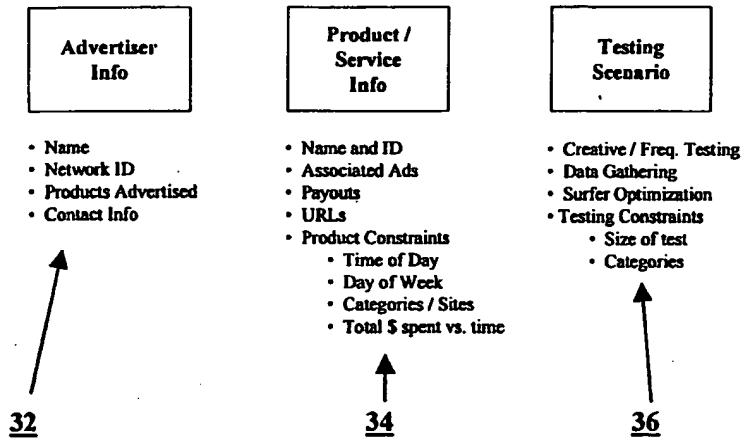 Advertiser
Info
• Name
• Network ID
• Products Advertised
• Contact Info
32
Product /
Service
Info
• Name and ID
• Associated Ads
• Payouts
• URLs
• Product Constraints
• Time of Day
• Day of Week
• Categories / Sites
• Total $ spent vs. time
34
Testing
Scenario
• Creative / Freq. Testing
• Data Gathering
• Surfer Optimization
• Testing Constraints
• Size of test
• Categories
36